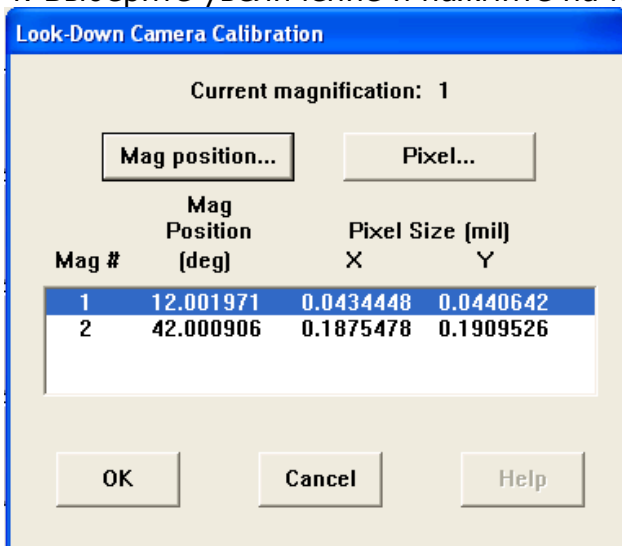 Look-Down Camera Calibration
Current magnification: 1
Mag position... Pixel...
Mag
Position Pixel Size (mil)
Mag # (deg) X Y
1 12.001971 0.0434448 0.0440642
2 42.000906 0.1875478 0.1909526
OK Cancel Help